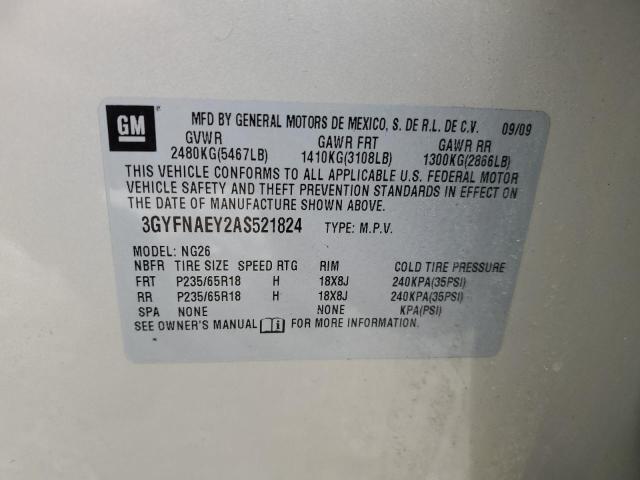 GM
MFD BY GENERAL MOTORS DE MEXICO, S. DE R.L. DE C.V. 09/09
GVWR GAWR FRT GAWR RR
2480KG(5467LB) 1410KG(3108LB) 1300KG(2866LB)
THIS VEHICLE CONFORMS TO ALL APPLICABLE U.S. FEDERAL MOTOR
VEHICLE SAFETY AND THEFT PREVENTION STANDARDS IN EFFECT ON
THE DATE OF MANUFACTURE SHOWN ABOVE.
3GYFNAEY2AS521824 TYPE: M.P.V.
MODEL: NG26
NBFR TIRE SIZE SPEED RTG RIM COLD TIRE PRESSURE
FRT P235/65R18 H 18X8J 240KPA(35PSI)
RR P235/65R18 H 18X8J 240KPA(35PSI)
SPA NONE NONE KPA(PSI)
SEE OWNER'S MANUAL i FOR MORE INFORMATION.